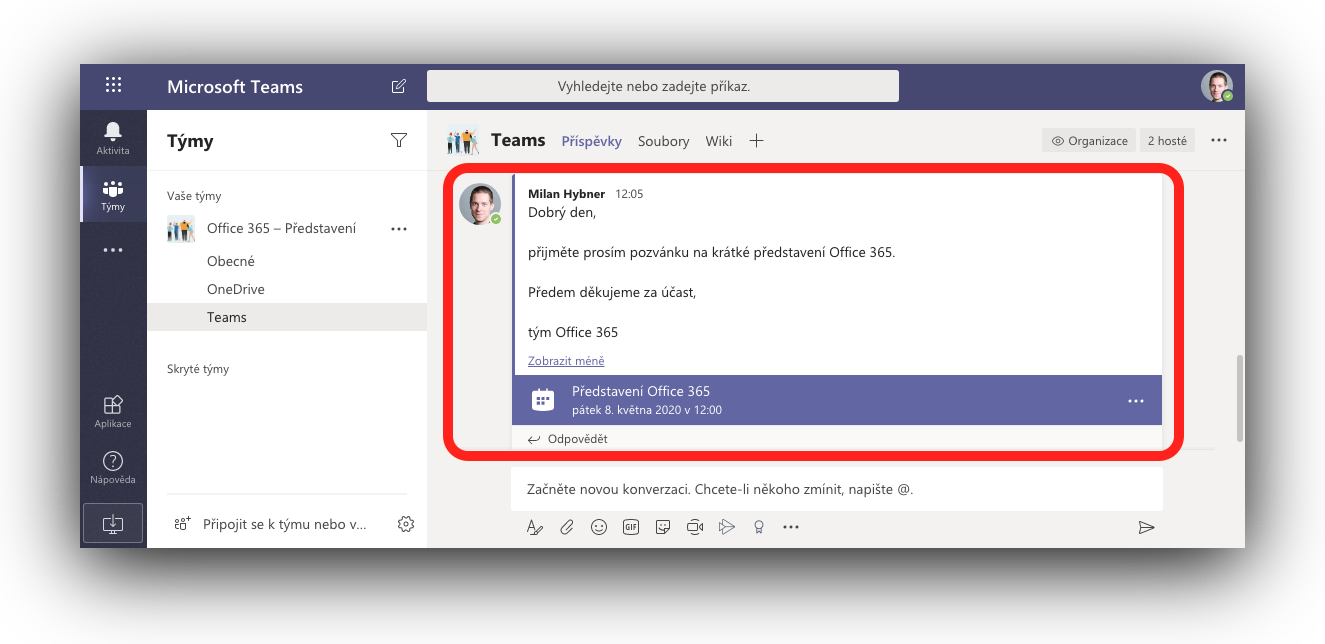 Microsoft Teams
Vyhledejte nebo zadejte příkaz.
Aktivita
Týmy
Aplikace
Nápověda
Týmy
Vaše týmy
Office 365 – Představení
Obecné
OneDrive
Teams
Skryté týmy
Připojit se k týmu nebo v...
Teams
Příspěvky
Soubory
Wiki
Organizace
2 hosté
Milan Hybner 12:05
Dobrý den,
přijměte prosím pozvánku na krátké představení Office 365.
Předem děkujeme za účast,
tým Office 365
Zobrazit méně
Představení Office 365
pátek 8. května 2020 v 12:00
Odpovědět
Začněte novou konverzaci. Chcete-li někoho zmínit, napište @.
GIF